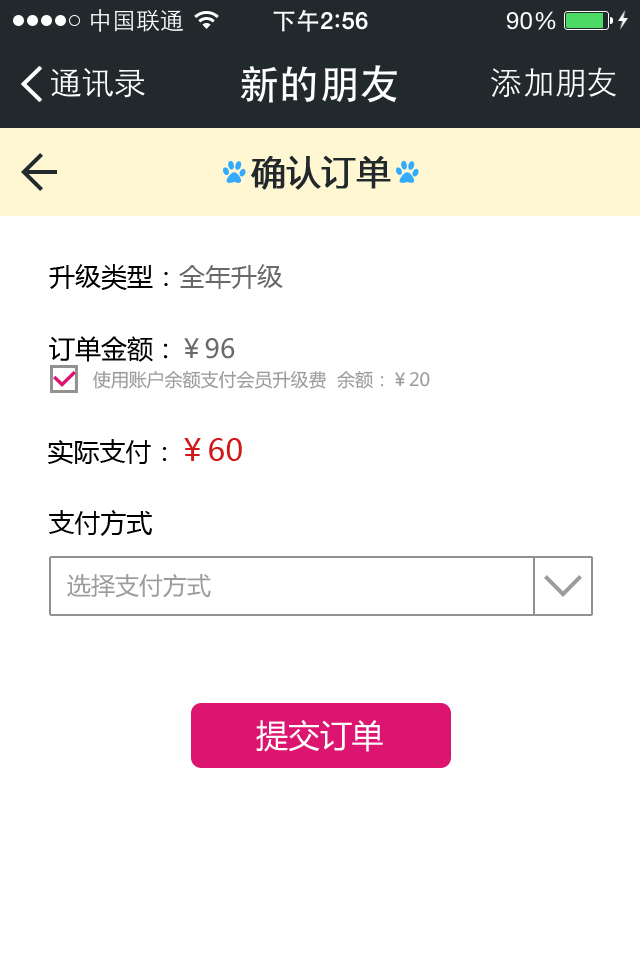 中国联通 下午2:56 90%
通讯录 新的朋友 添加朋友
确认订单
升级类型：全年升级
订单金额：￥96
使用账户余额支付会员升级费 余额：￥20
实际支付：￥60
支付方式
选择支付方式
提交订单